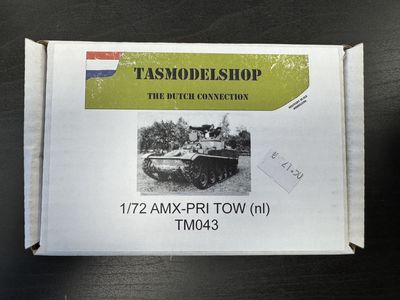 TASMODELSHOP
THE DUTCH CONNECTION
1/72 AMX-PRI TOW (nl)
TM043